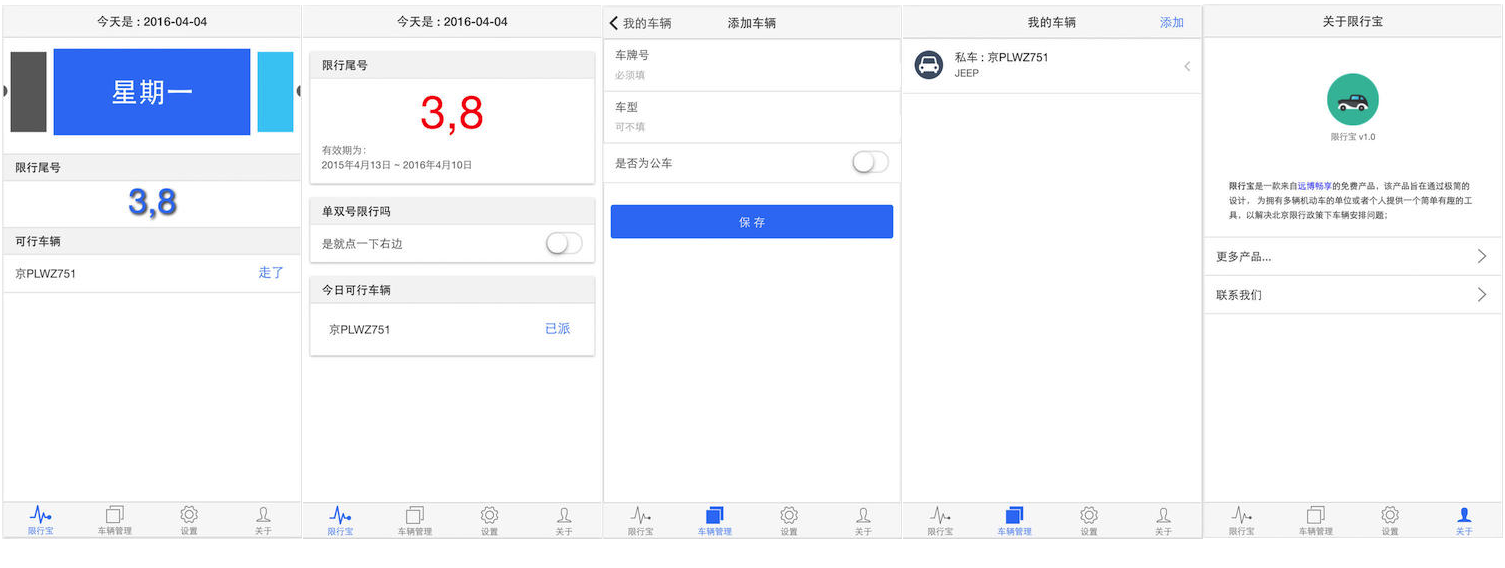 今天是 : 2016-04-04
星期一
限行尾号
3,8
可行车辆
京PLWZ751
走了
限行宝
车辆管理
设置
关于
今天是 : 2016-04-04
限行尾号
3,8
有效期为:
2015年4月13日 ~ 2016年4月10日
单双号限行吗
是就点一下右边
今日可行车辆
京PLWZ751
已派
限行宝
车辆管理
设置
关于
我的车辆
添加车辆
车牌号
必须填
车型
可不填
是否为公车
保 存
限行宝
车辆管理
设置
关于
我的车辆
添加
私车 : 京PLWZ751
JEEP
限行宝
车辆管理
设置
关于
关于限行宝
限行宝 v1.0
限行宝是一款来自远博畅享的免费产品，该产品旨在通过极简的
设计， 为拥有多辆机动车的单位或者个人提供一个简单有趣的工
具，以解决北京限行政策下车辆安排问题；
更多产品...
联系我们
限行宝
车辆管理
设置
关于